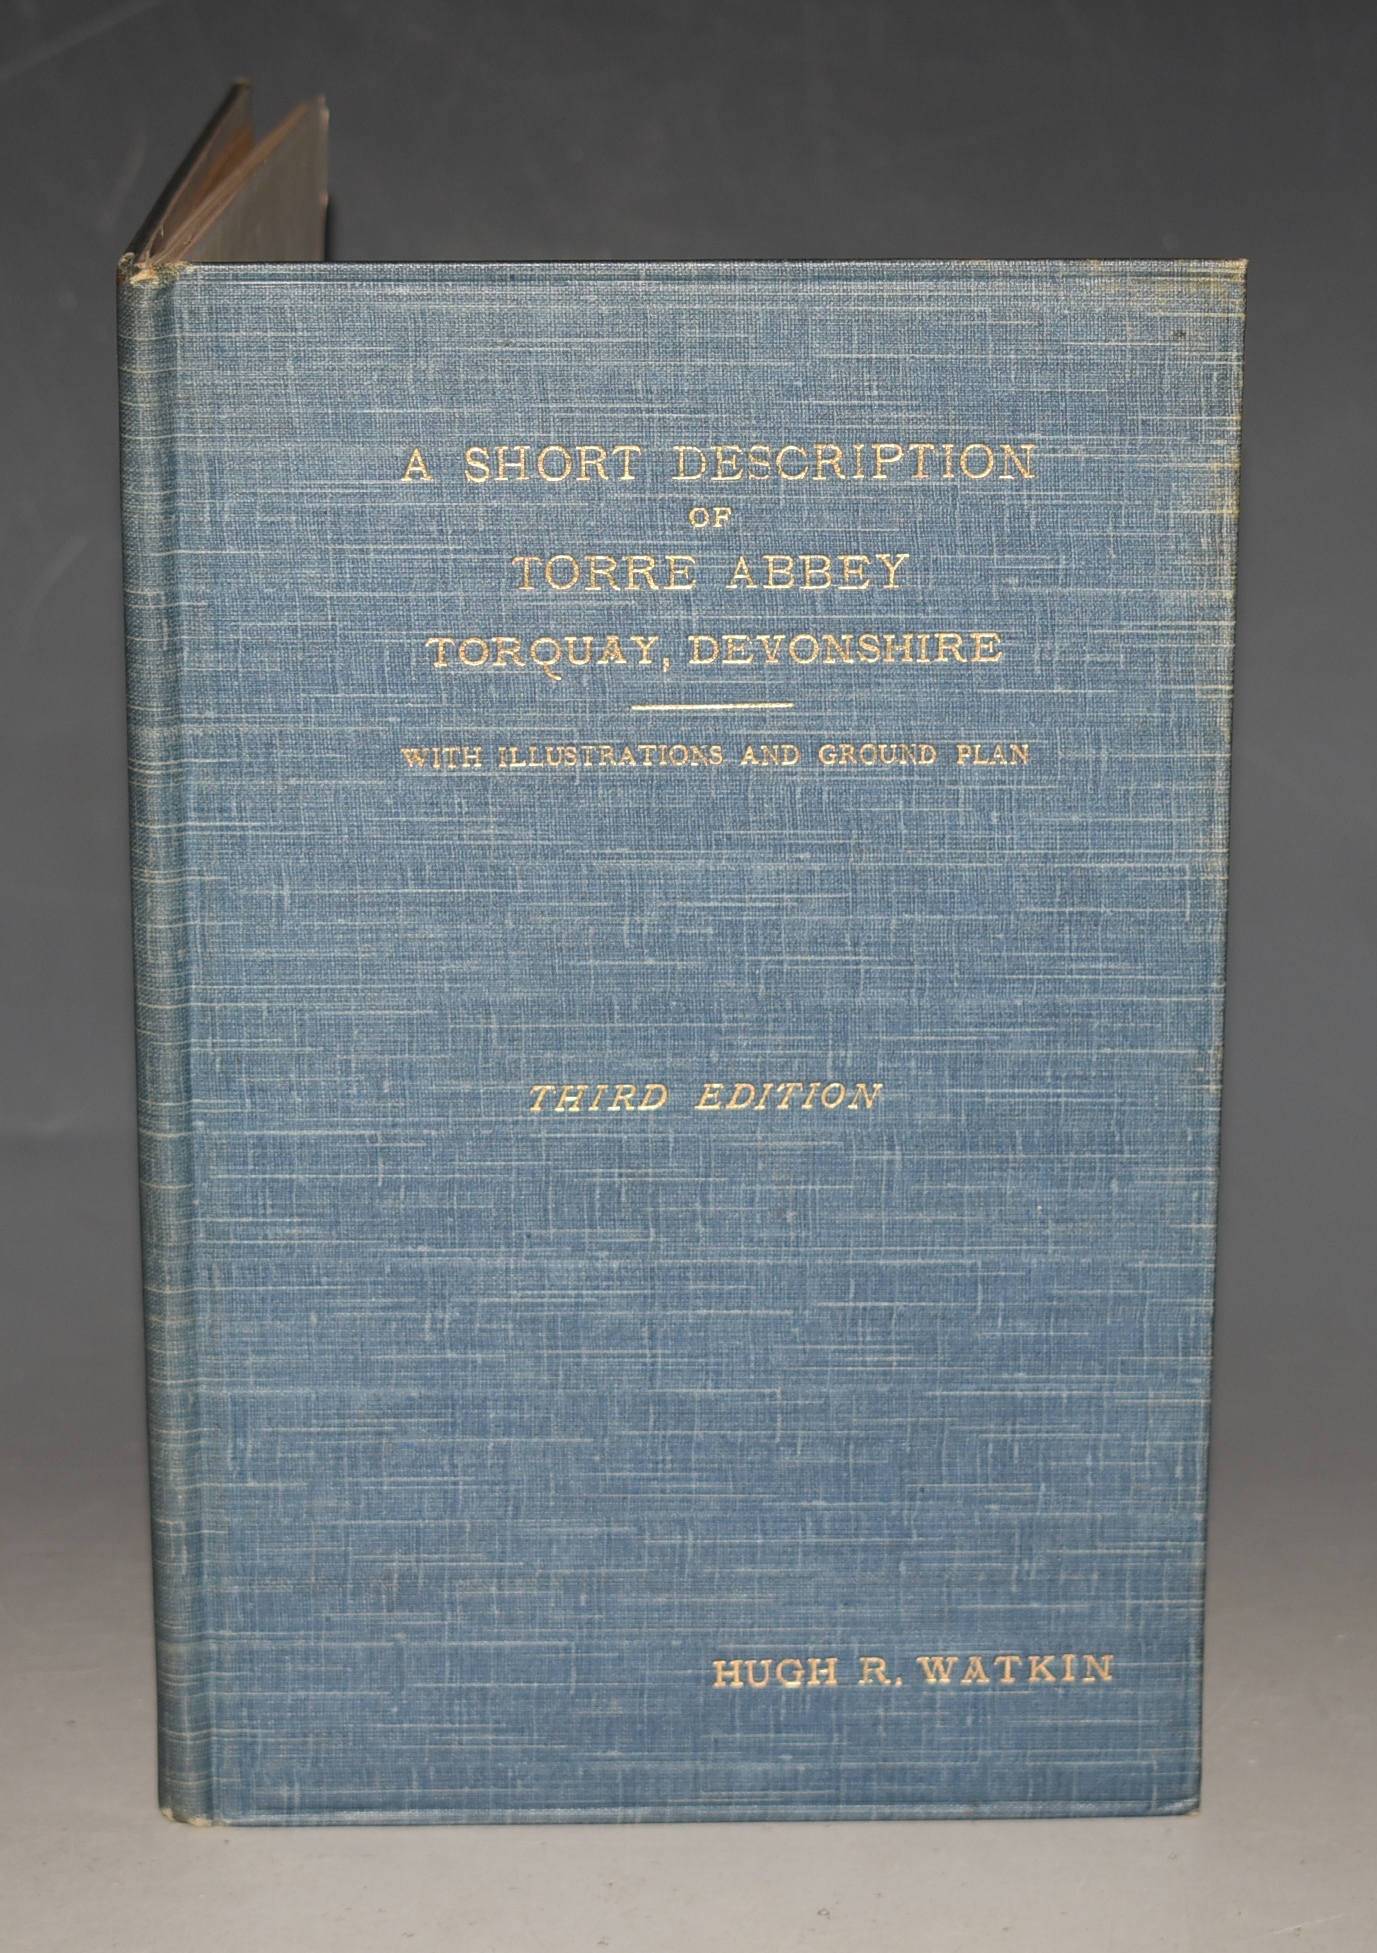 A SHORT DESCRIPTION
OF
TORRE ABBEY
TORQUAY, DEVONSHIRE
WITH ILLUSTRATIONS AND GROUND PLAN
THIRD EDITION
HUGH R. WATKIN